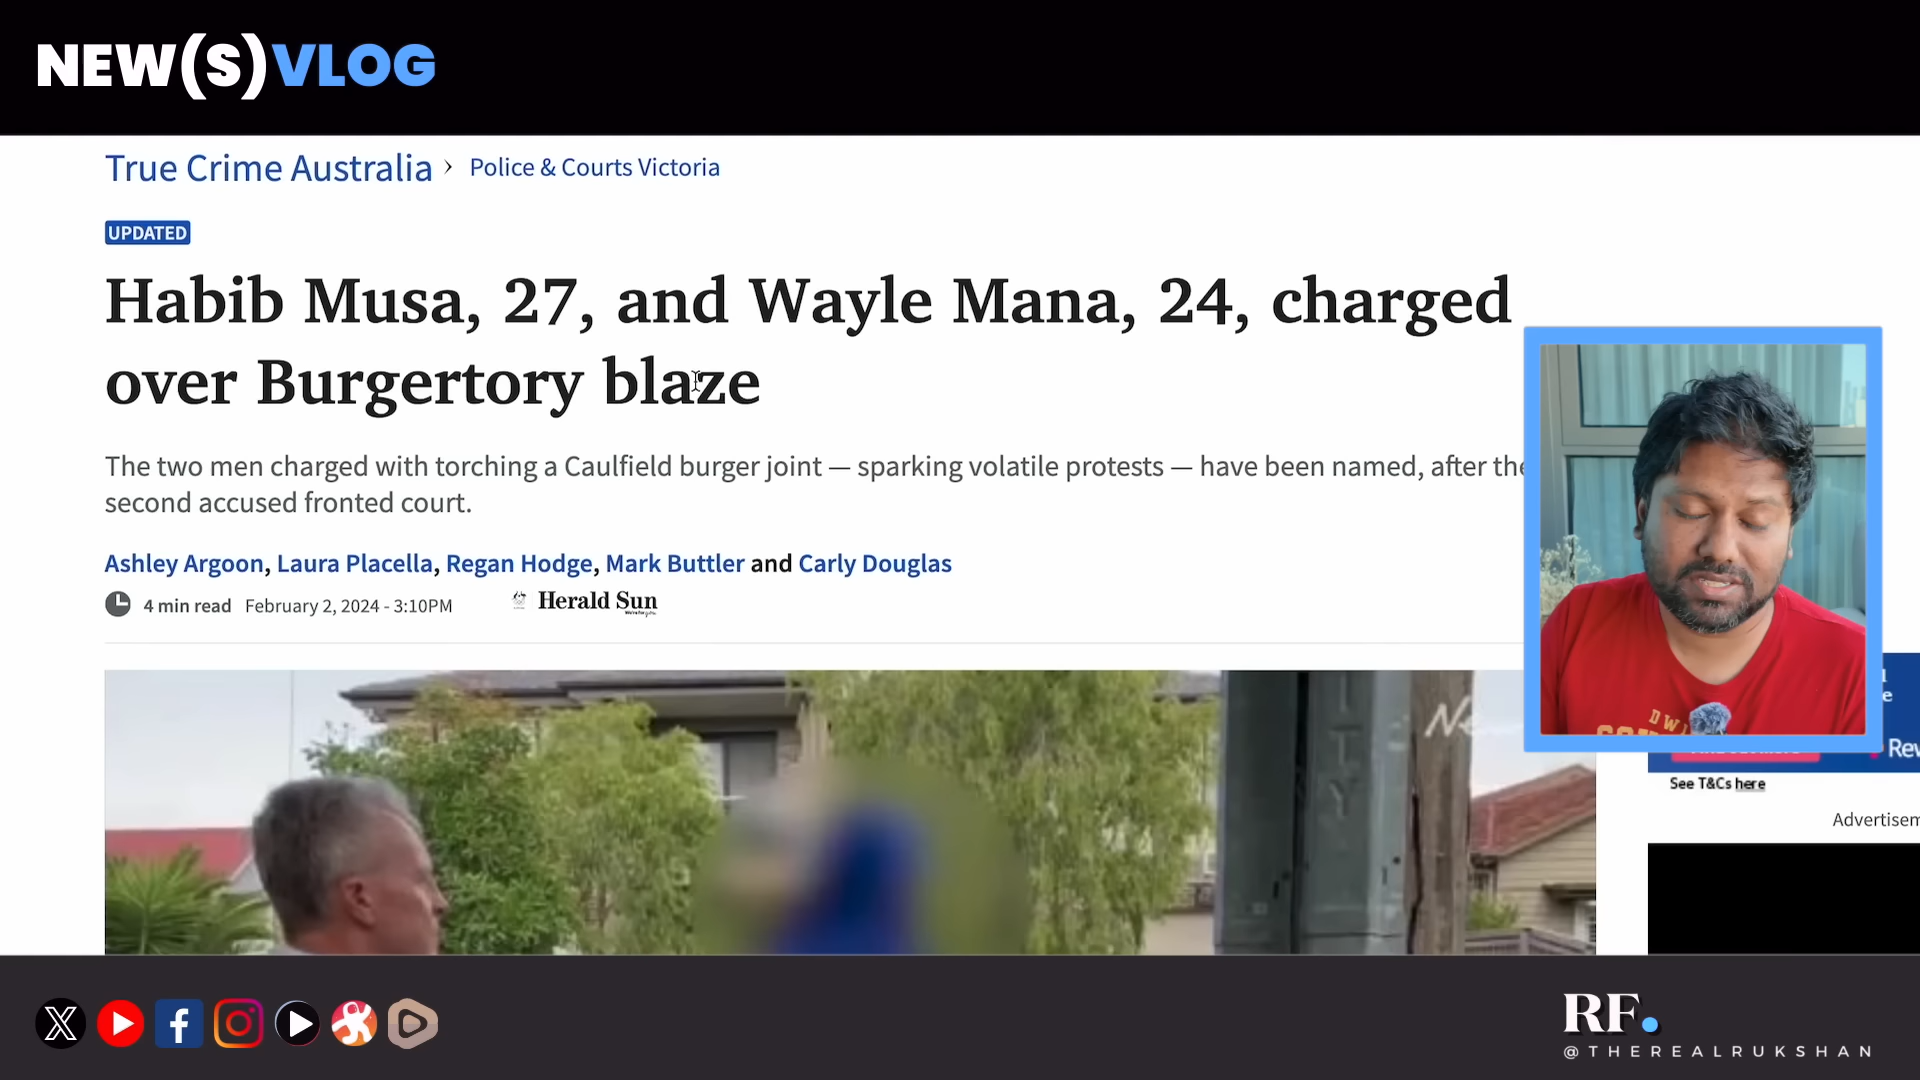 NEW(S)VLOG
True Crime Australia › Police & Courts Victoria
UPDATED
Habib Musa, 27, and Wayle Mana, 24, charged
over Burgertory blaze
The two men charged with torching a Caulfield burger joint — sparking volatile protests — have been named, after the
second accused fronted court.
Ashley Argoon, Laura Placella, Regan Hodge, Mark Buttler and Carly Douglas
4 min read February 2, 2024 - 3:10PM Herald Sun
See T&Cs here
RF.
@THEREALRUKSHAN